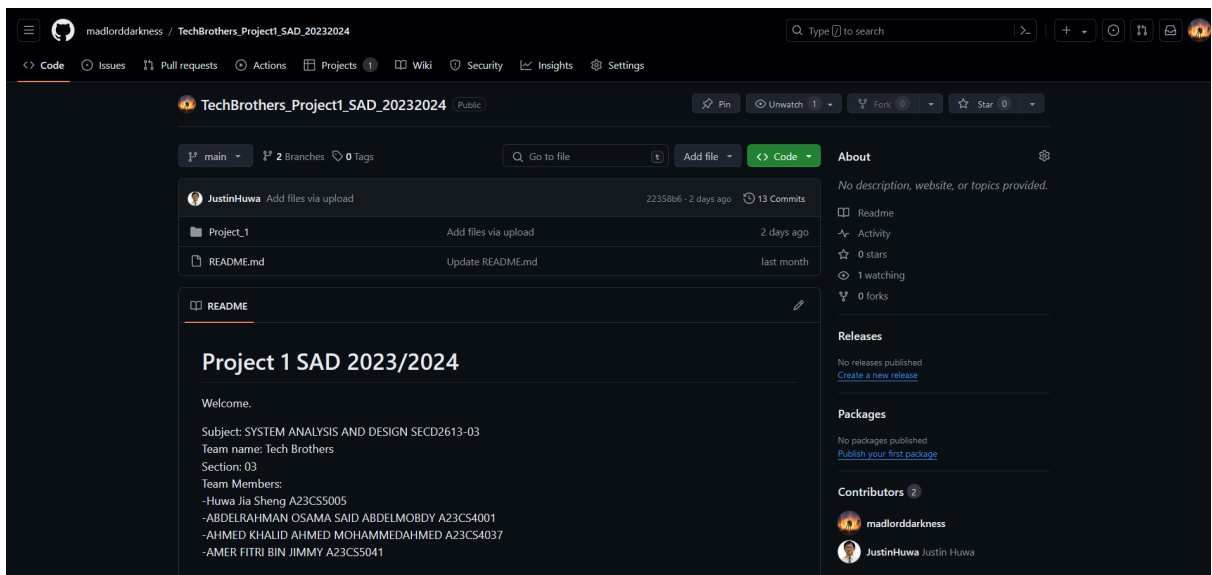 madlorddarkness / TechBrothers_Project1_SAD_20232024
Type / to search
Code Issues Pull requests Actions Projects 1 Wiki Security Insights Settings
TechBrothers_Project1_SAD_20232024 Public
Pin Unwatch 1 Fork 0 Star 0
main 2 Branches 0 Tags Go to file t Add file Code
JustinHuwa Add files via upload 22358b6 · 2 days ago 13 Commits
Project_1 Add files via upload 2 days ago
README.md Update README.md last month
README
Project 1 SAD 2023/2024
Welcome.
Subject: SYSTEM ANALYSIS AND DESIGN SECD2613-03
Team name: Tech Brothers
Section: 03
Team Members:
-Huwa Jia Sheng A23CS5005
-ABDELRAHMAN OSAMA SAID ABDELMOBDY A23CS4001
-AHMED KHALID AHMED MOHAMMEDAHMED A23CS4037
-AMER FITRI BIN JIMMY A23CS5041
About
No description, website, or topics provided.
Readme
Activity
0 stars
1 watching
0 forks
Releases
No releases published
Create a new release
Packages
No packages published
Publish your first package
Contributors 2
madlorddarkness
JustinHuwa Justin Huwa